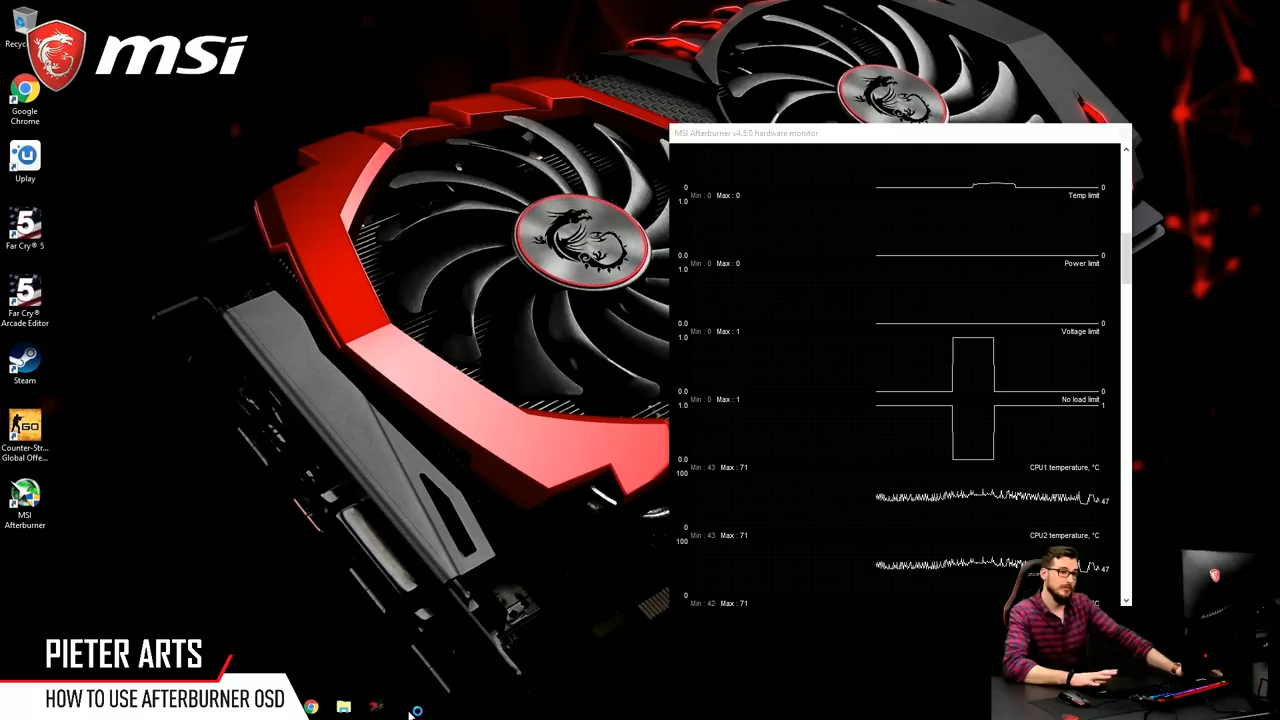 Recyc
msi
Google
Chrome
Uplay
5
Far Cry® 5
5
Far Cry®
Arcade Editor
Steam
GO
Counter-Str...
Global Offe...
MSI
Afterburner
MSI Afterburner v4.5.0 hardware monitor
0
Min : 0 Max : 0
0
Temp limit
1.0
0.0
Min : 0 Max : 0
0
Power limit
1.0
0.0
Min : 0 Max : 1
0
Voltage limit
1.0
0.0
Min : 0 Max : 1
0
No load limit
1.0
1
0.0
Min : 43 Max : 71
CPU1 temperature, °C
100
47
0
Min : 43 Max : 71
CPU2 temperature, °C
100
47
0
Min : 42 Max : 71
°C
PIETER ARTS
HOW TO USE AFTERBURNER OSD